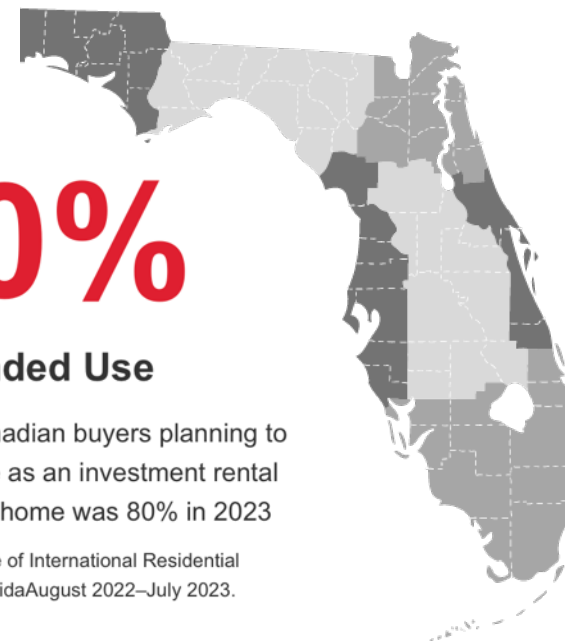 0%
ded Use
adian buyers planning to
as an investment rental
home was 80% in 2023
e of International Residential
idaAugust 2022–July 2023.